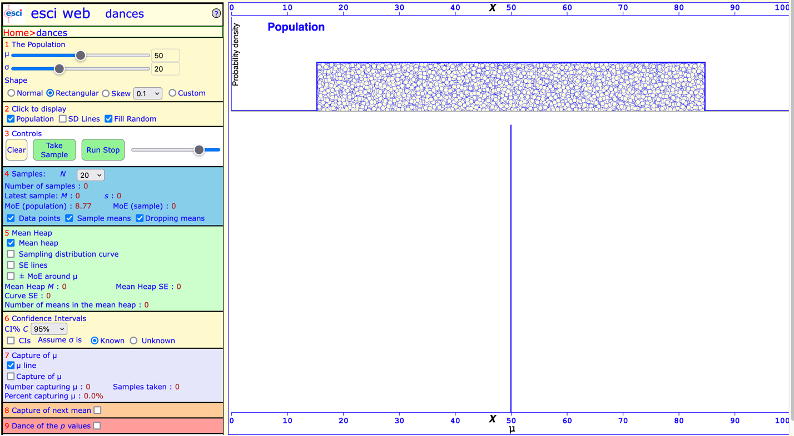 esci esci web dances ?
Home>dances
1 The Population
μ 50
σ 20
Shape
Normal Rectangular Skew 0.1 Custom
2 Click to display
Population SD Lines Fill Random
3 Controls
Clear Take Sample Run Stop
4 Samples: N 20
Number of samples : 0
Latest sample: M : 0 s : 0
MoE (population) : 8.77 MoE (sample) : 0
Data points Sample means Dropping means
5 Mean Heap
Mean heap
Sampling distribution curve
SE lines
± MoE around μ
Mean Heap M : 0 Mean Heap SE : 0
Curve SE : 0
Number of means in the mean heap : 0
6 Confidence Intervals
CI% C 95%
CIs Assume σ is Known Unknown
7 Capture of μ
μ line
Capture of μ
Number capturing μ : 0 Samples taken : 0
Percent capturing μ : 0.0%
8 Capture of next mean
9 Dance of the p values
0 10 20 30 40 X 50 60 70 80 90 100
Population
Probability density
0 10 20 30 40 X 50 60 70 80 90 100
μ